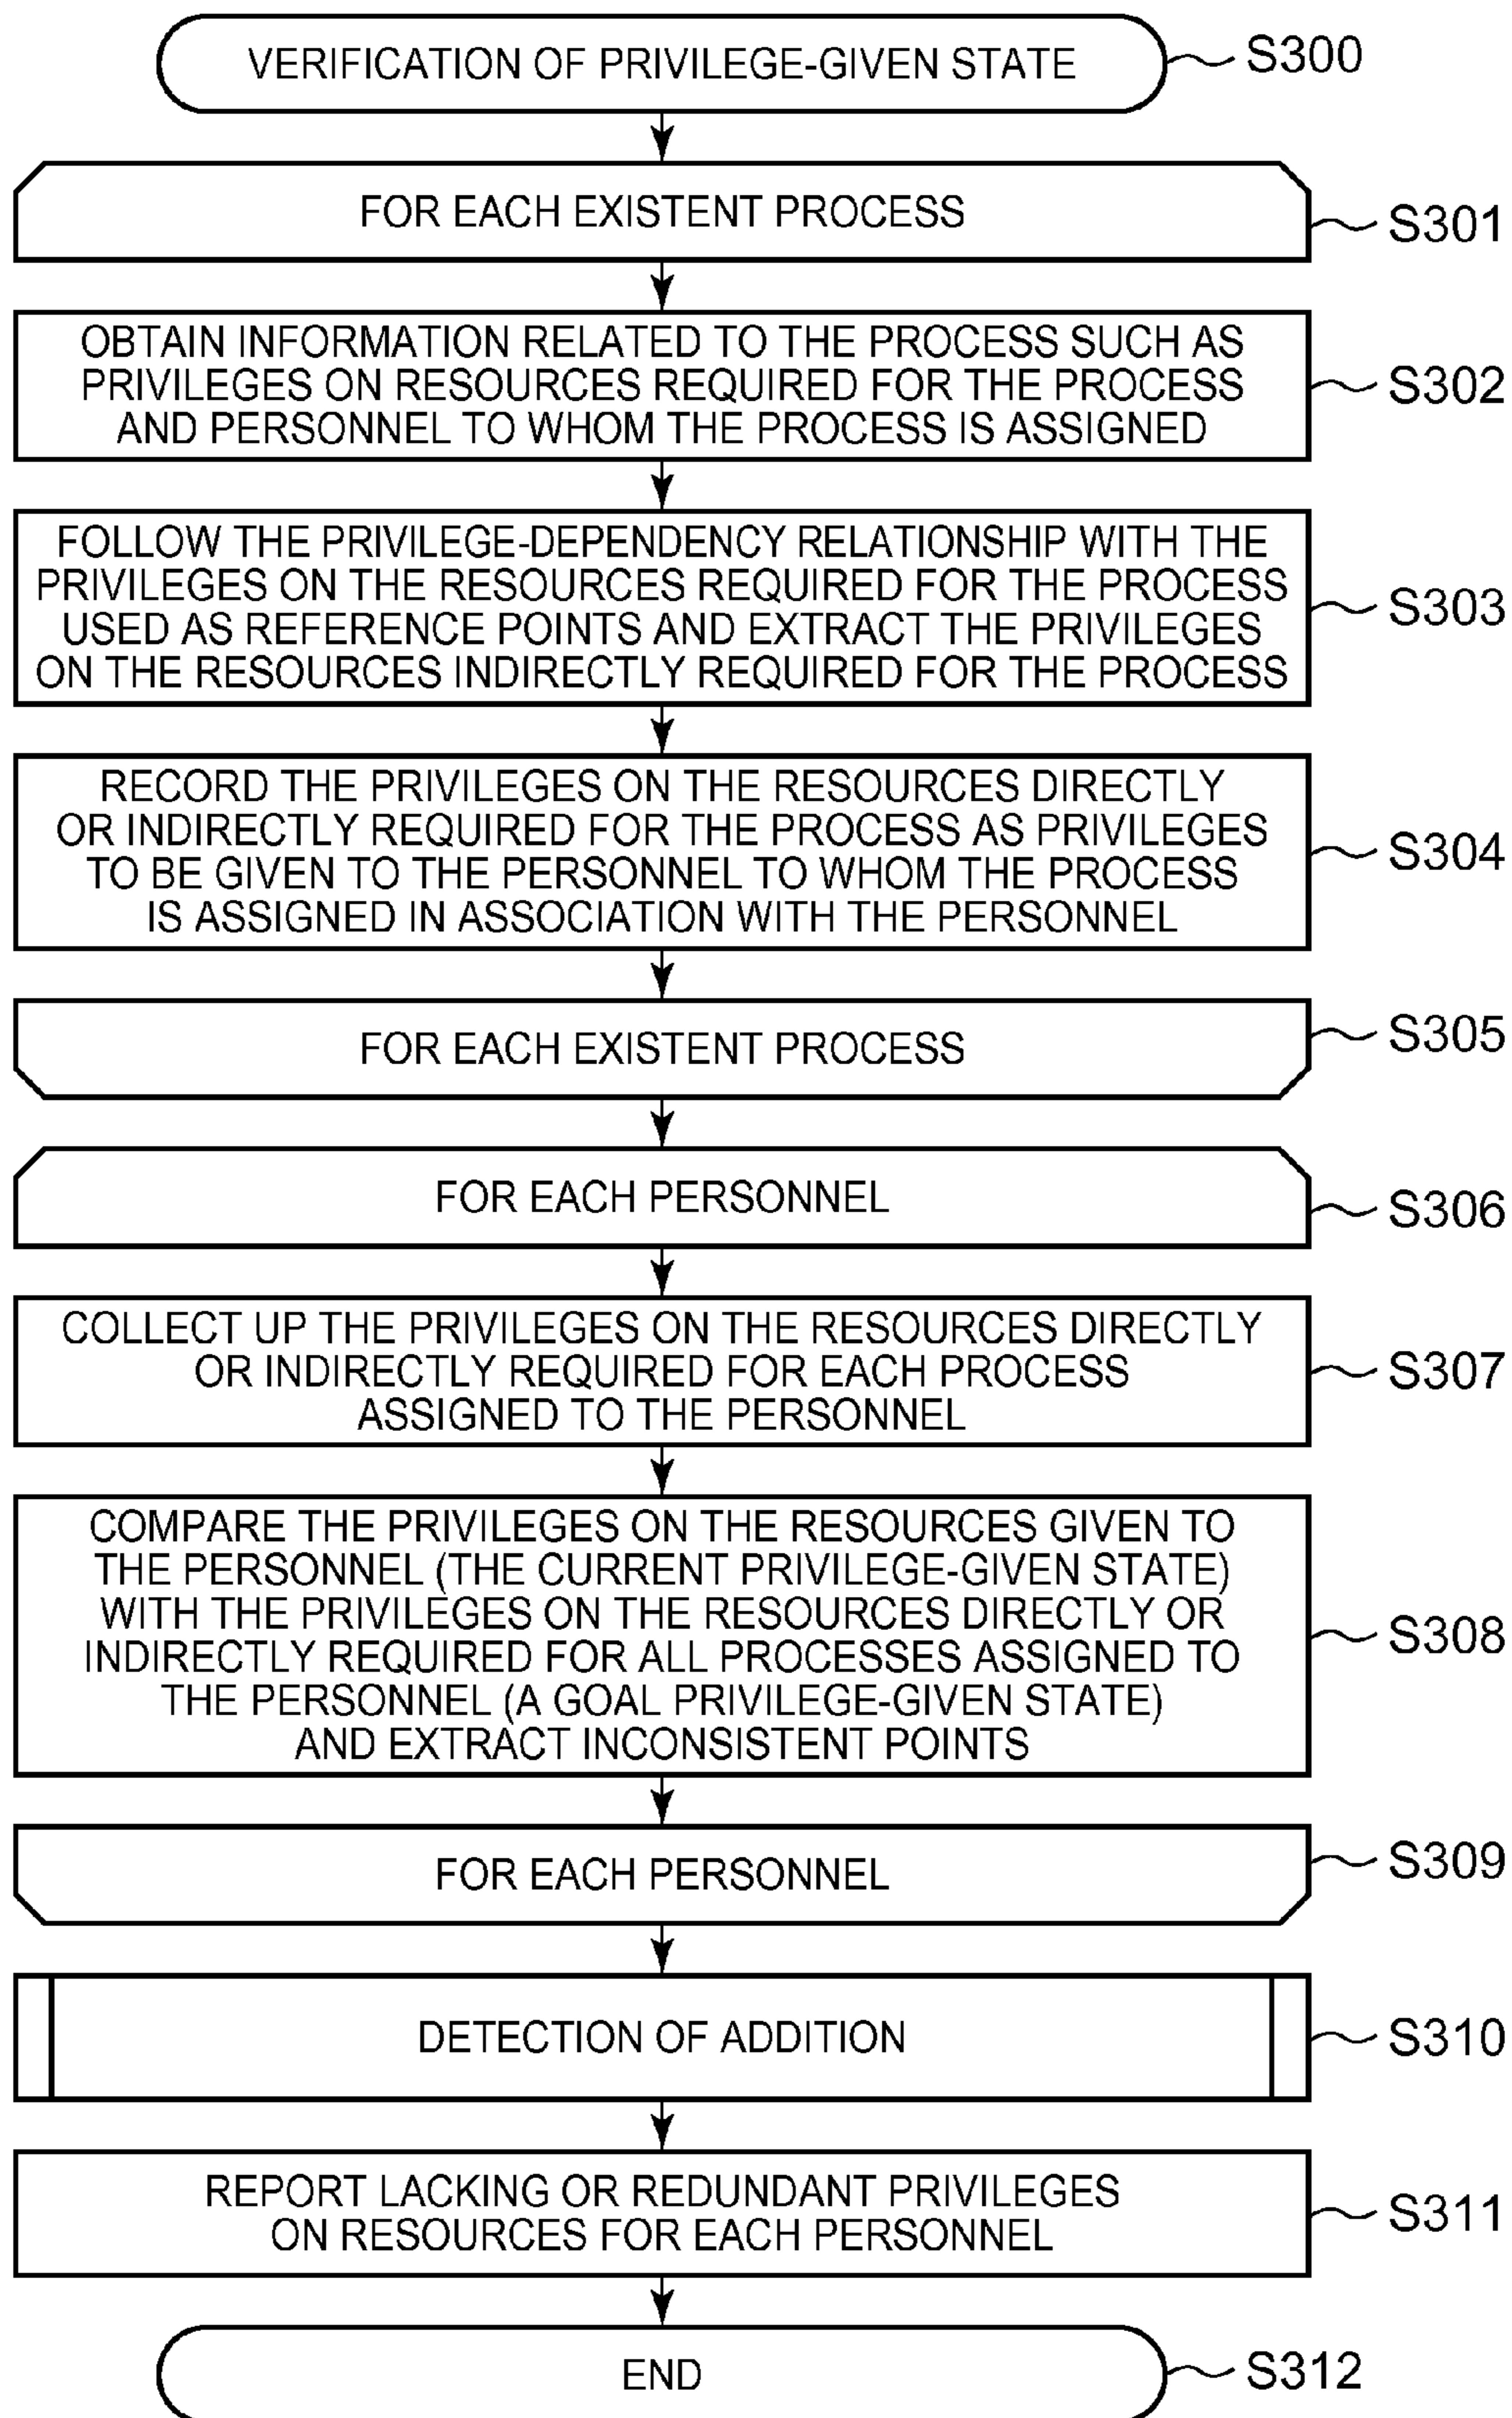 VERIFICATION OF PRIVILEGE-GIVEN STATE
S300
FOR EACH EXISTENT PROCESS
S301
OBTAIN INFORMATION RELATED TO THE PROCESS SUCH AS
PRIVILEGES ON RESOURCES REQUIRED FOR THE PROCESS
AND PERSONNEL TO WHOM THE PROCESS IS ASSIGNED
S302
FOLLOW THE PRIVILEGE-DEPENDENCY RELATIONSHIP WITH THE
PRIVILEGES ON THE RESOURCES REQUIRED FOR THE PROCESS
USED AS REFERENCE POINTS AND EXTRACT THE PRIVILEGES
ON THE RESOURCES INDIRECTLY REQUIRED FOR THE PROCESS
S303
RECORD THE PRIVILEGES ON THE RESOURCES DIRECTLY
OR INDIRECTLY REQUIRED FOR THE PROCESS AS PRIVILEGES
TO BE GIVEN TO THE PERSONNEL TO WHOM THE PROCESS
IS ASSIGNED IN ASSOCIATION WITH THE PERSONNEL
S304
FOR EACH EXISTENT PROCESS
S305
FOR EACH PERSONNEL
S306
COLLECT UP THE PRIVILEGES ON THE RESOURCES DIRECTLY
OR INDIRECTLY REQUIRED FOR EACH PROCESS
ASSIGNED TO THE PERSONNEL
S307
COMPARE THE PRIVILEGES ON THE RESOURCES GIVEN TO
THE PERSONNEL (THE CURRENT PRIVILEGE-GIVEN STATE)
WITH THE PRIVILEGES ON THE RESOURCES DIRECTLY OR
INDIRECTLY REQUIRED FOR ALL PROCESSES ASSIGNED TO
THE PERSONNEL (A GOAL PRIVILEGE-GIVEN STATE)
AND EXTRACT INCONSISTENT POINTS
S308
FOR EACH PERSONNEL
S309
DETECTION OF ADDITION
S310
REPORT LACKING OR REDUNDANT PRIVILEGES
ON RESOURCES FOR EACH PERSONNEL
S311
END
S312